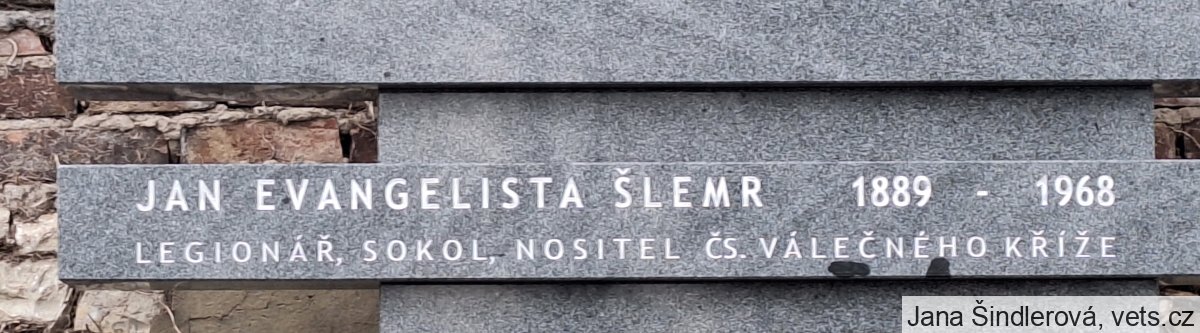 JAN EVANGELISTA ŠLEMR 1889 - 1968
LEGIONÁŘ, SOKOL, NOSITEL ČS. VÁLEČNÉHO KŘÍŽE
Jana Šindlerová, vets.cz